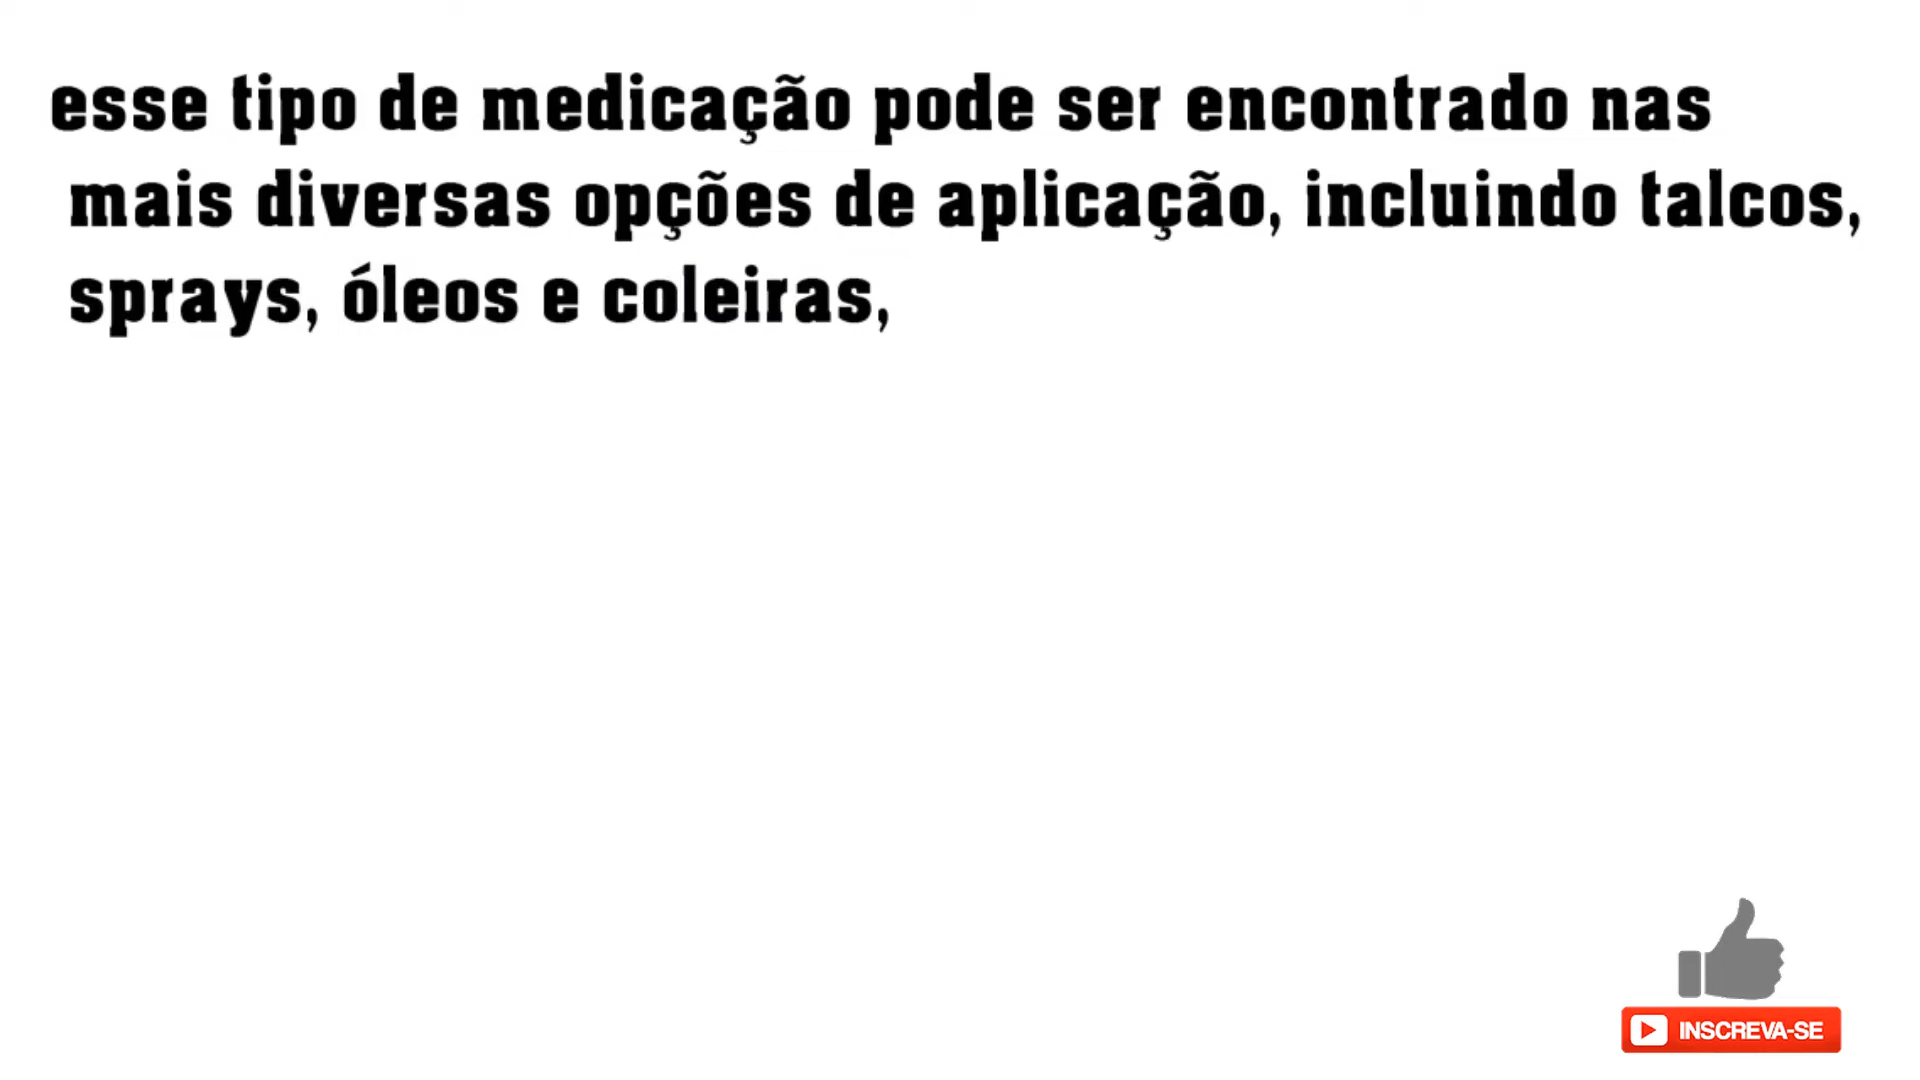 esse tipo de medicação pode ser encontrado nas
mais diversas opções de aplicação, incluindo talcos,
sprays, óleos e coleiras,
INSCREVA-SE